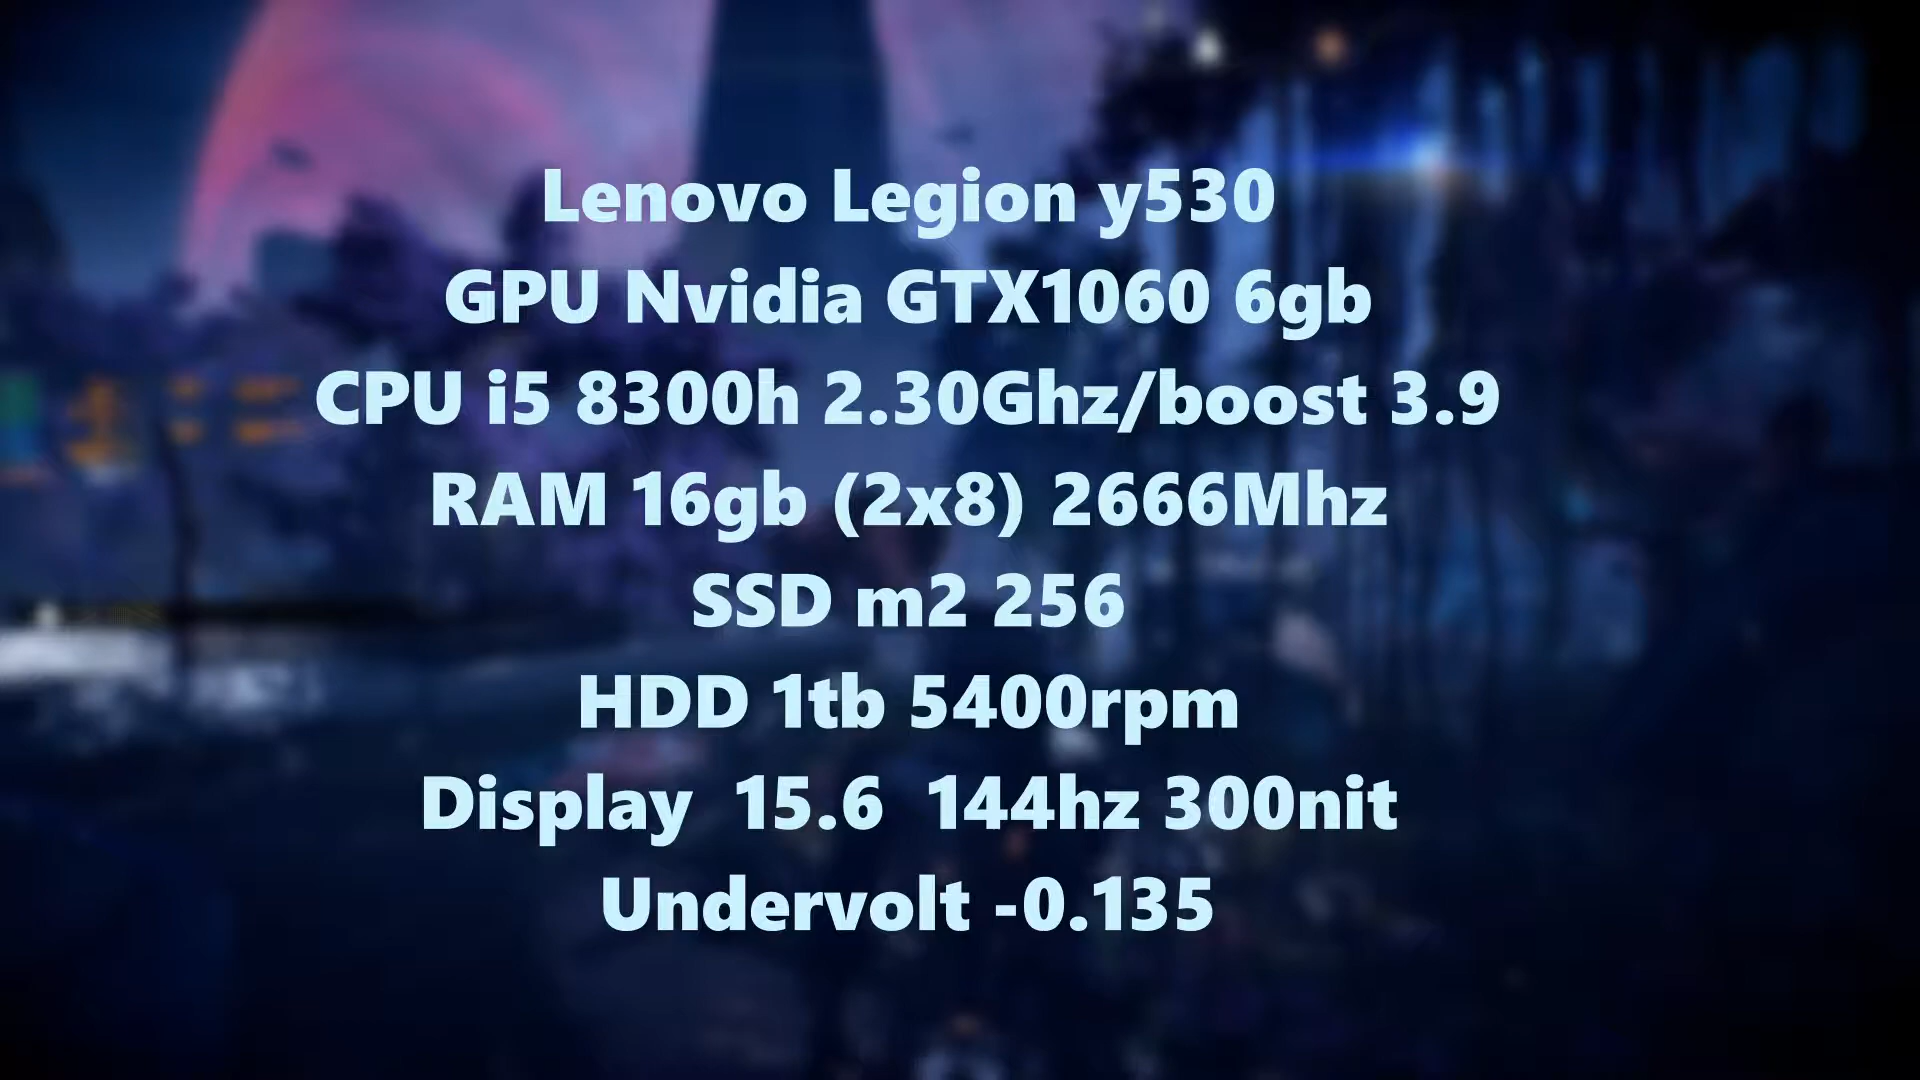 Lenovo Legion y530
GPU Nvidia GTX1060 6gb
CPU i5 8300h 2.30Ghz/boost 3.9
RAM 16gb (2x8) 2666Mhz
SSD m2 256
HDD 1tb 5400rpm
Display  15.6  144hz 300nit
Undervolt -0.135